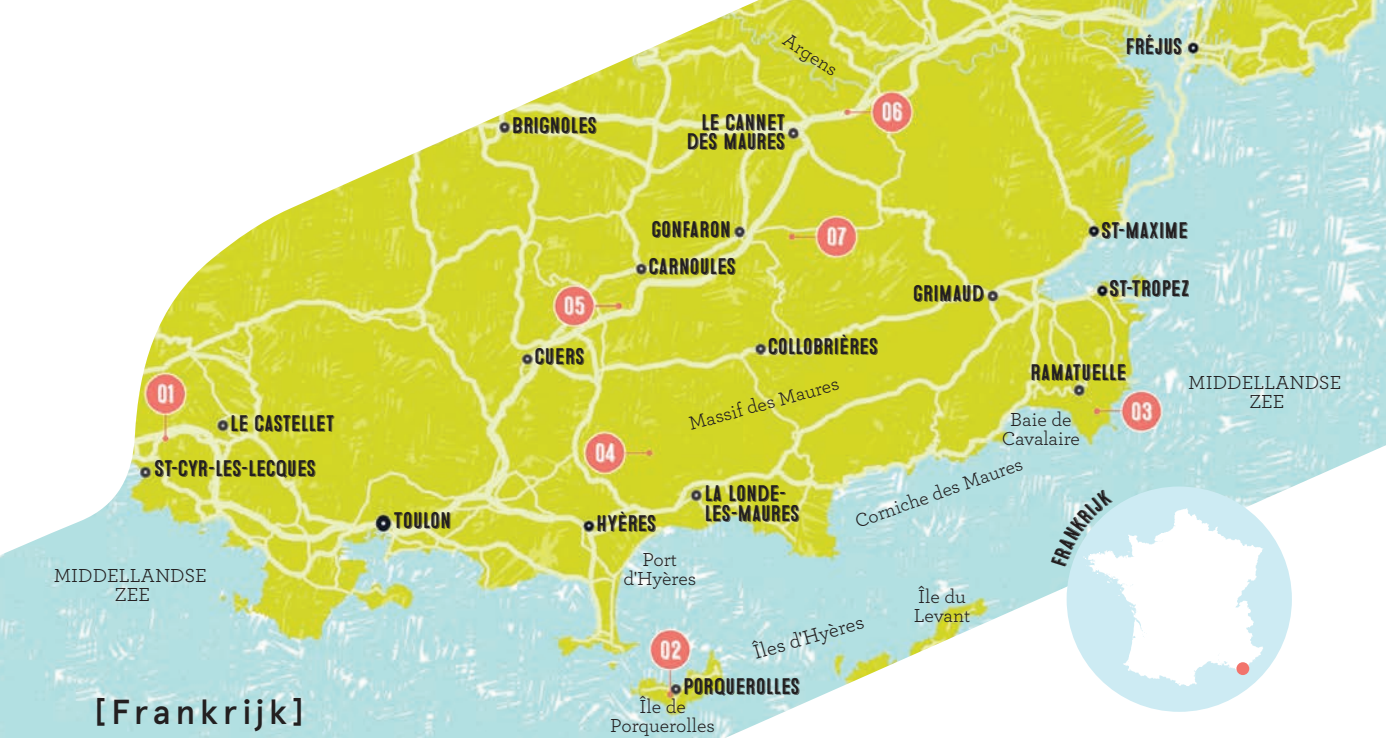 Argens
FRÉJUS
06
BRIGNOLES
LE CANNET
DES MAURES
GONFARON
07
ST-MAXIME
CARNOULES
GRIMAUD
ST-TROPEZ
05
CUERS
COLLOBRIÈRES
RAMATUELLE
MIDDELLANDSE
ZEE
01
LE CASTELLET
Massif des Maures
Baie de
Cavalaire
03
04
ST-CYR-LES-LECQUES
LA LONDE-
LES-MAURES
Corniche des Maures
TOULON
HYÈRES
FRANKRIJK
Port
d'Hyères
MIDDELLANDSE
ZEE
Île du
Levant
Îles d'Hyères
02
PORQUEROLLES
Île de
Porquerolles
[Frankrijk]